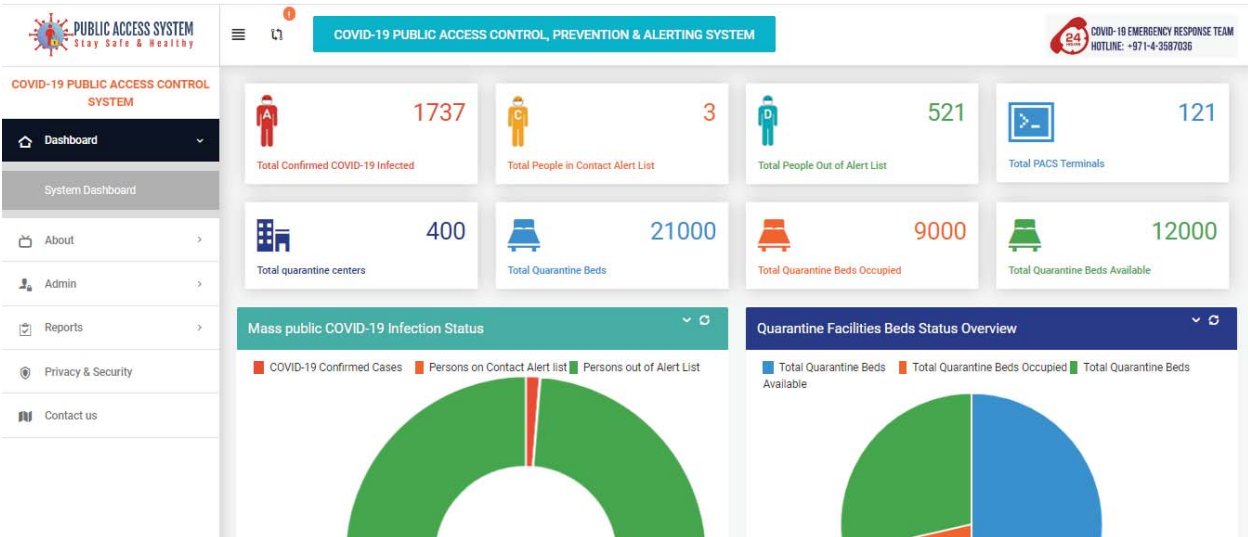 PUBLIC ACCESS SYSTEM
Stay Safe & Healthy
!
COVID-19 PUBLIC ACCESS CONTROL, PREVENTION & ALERTING SYSTEM
24
COVID-19 EMERGENCY RESPONSE TEAM
HOTLINE: +971-4-3587036
COVID-19 PUBLIC ACCESS CONTROL
SYSTEM
Dashboard
System Dashboard
About
Admin
Reports
Privacy & Security
Contact us
A
1737
Total Confirmed COVID-19 Infected
C
3
Total People in Contact Alert List
D
521
Total People Out of Alert List
>_
121
Total PACS Terminals
400
Total quarantine centers
21000
Total Quarantine Beds
9000
Total Quarantine Beds Occupied
12000
Total Quarantine Beds Available
Mass public COVID-19 Infection Status
COVID-19 Confirmed Cases Persons on Contact Alert list Persons out of Alert List
Quarantine Facilities Beds Status Overview
Total Quarantine Beds Total Quarantine Beds Occupied Total Quarantine Beds
Available